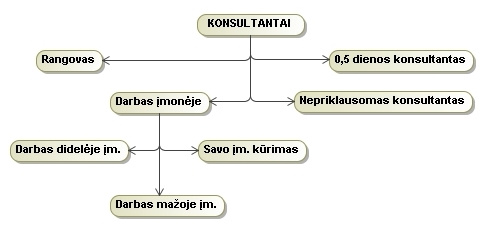 KONSULTANTAI
Rangovas
0,5 dienos konsultantas
Darbas įmonėje
Nepriklausomas konsultantas
Darbas didelėje įm.
Savo įm. kūrimas
Darbas mažoje įm.